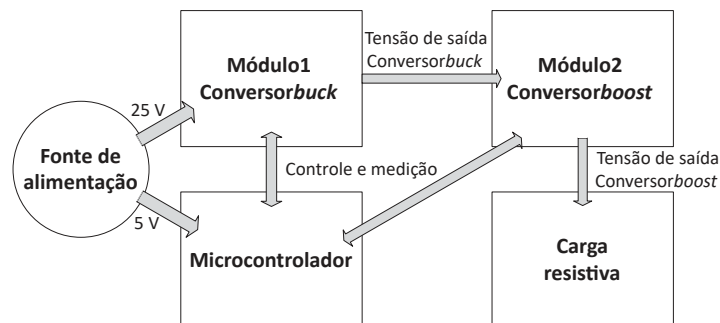 Módulo1
Conversorbuck
Tensão de saída
Conversorbuck
Módulo2
Conversorboost
25 V
Fonte de
alimentação
5 V
Controle e medição
Tensão de saída
Conversorboost
Microcontrolador
Carga
resistiva